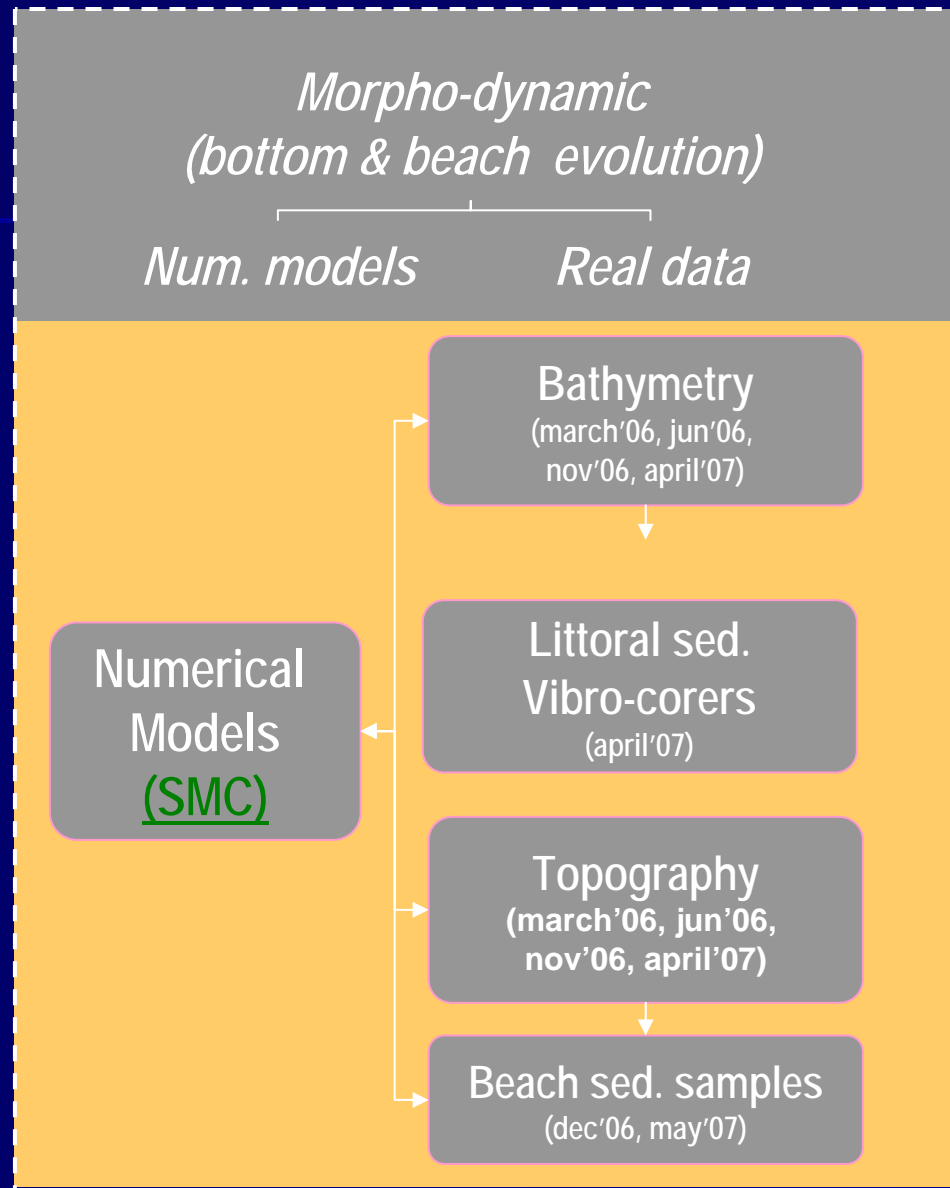 Morpho-dynamic
(bottom & beach evolution)
Num. models Real data
Bathymetry
(march'06, jun'06,
nov'06, april'07)
Littoral sed.
Vibro-corers
(april'07)
Numerical
Models
(SMC)
Topography
(march’06, jun’06,
nov’06, april’07)
Beach sed. samples
(dec'06, may'07)